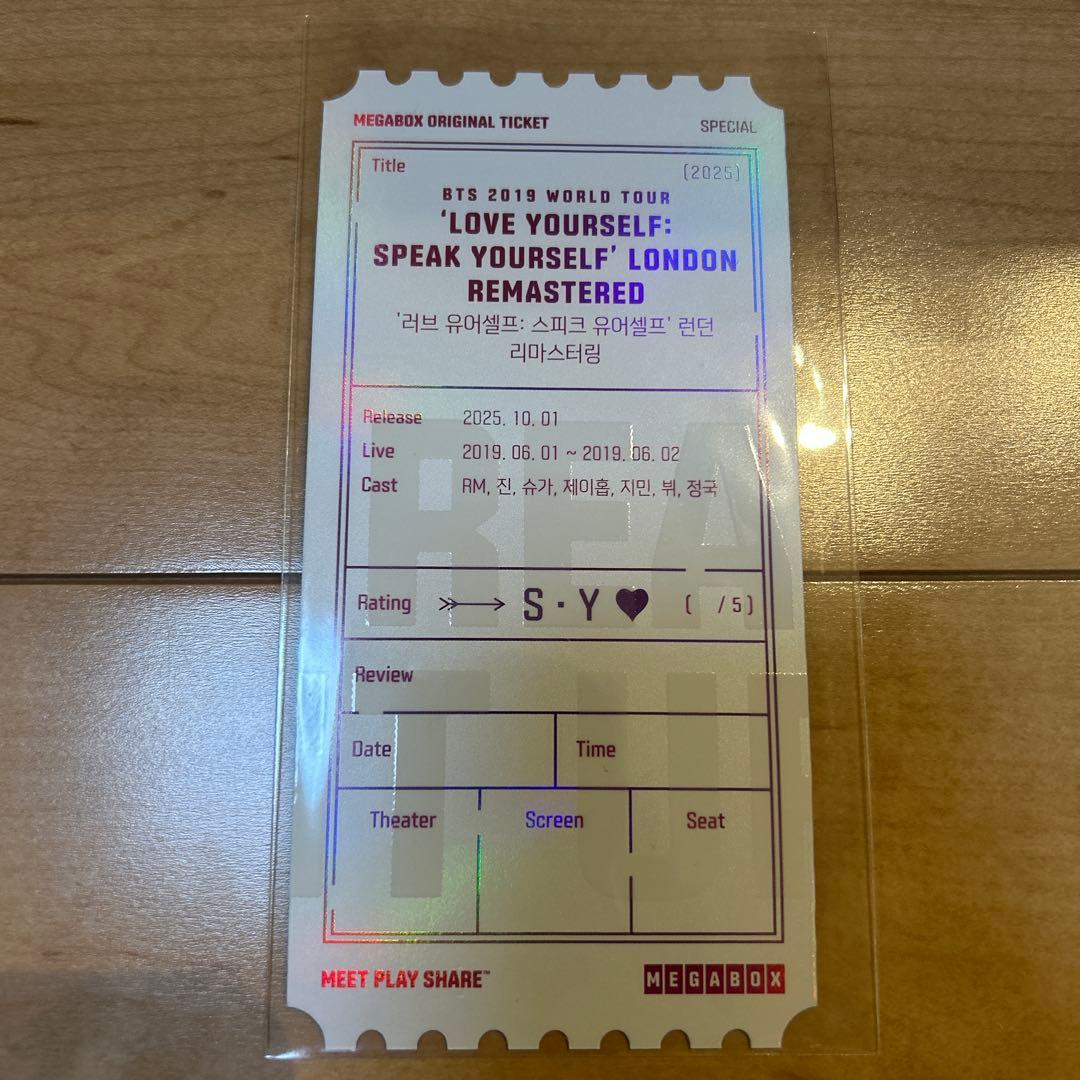 MEGABOX ORIGINAL TICKET SPECIAL
Title (2025)
BTS 2019 WORLD TOUR
'LOVE YOURSELF:
SPEAK YOURSELF' LONDON
REMASTERED
'러브 유어셀프: 스피크 유어셀프' 런던
리마스터링
Release 2025. 10. 01
Live 2019. 06. 01 ~ 2019. 06. 02
Cast RM, 진, 슈가, 제이홉, 지민, 뷔, 정국
Rating S · Y ♥ ( / 5)
Review
Date Time
Theater Screen Seat
MEET PLAY SHARE™ MEGABOX